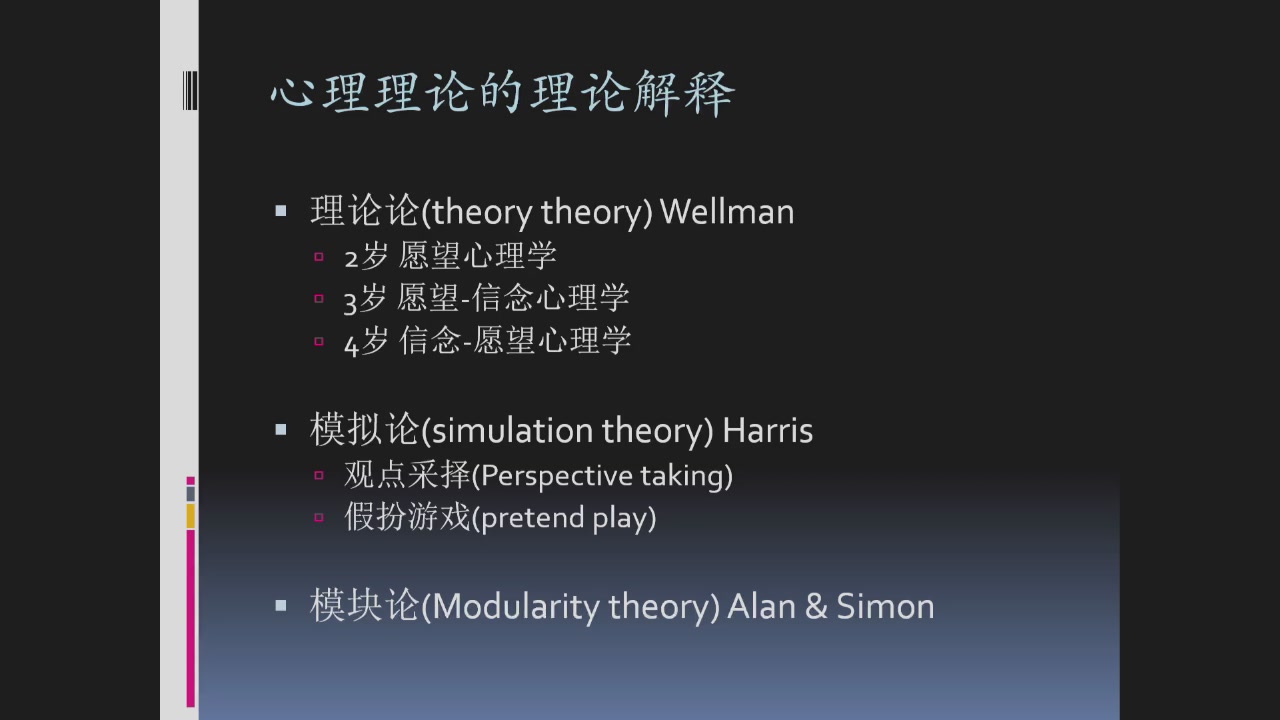 心理理论的理论解释
理论论(theory theory) Wellman
2岁 愿望心理学
3岁 愿望-信念心理学
4岁 信念-愿望心理学
模拟论(simulation theory) Harris
观点采择(Perspective taking)
假扮游戏(pretend play)
模块论(Modularity theory) Alan & Simon